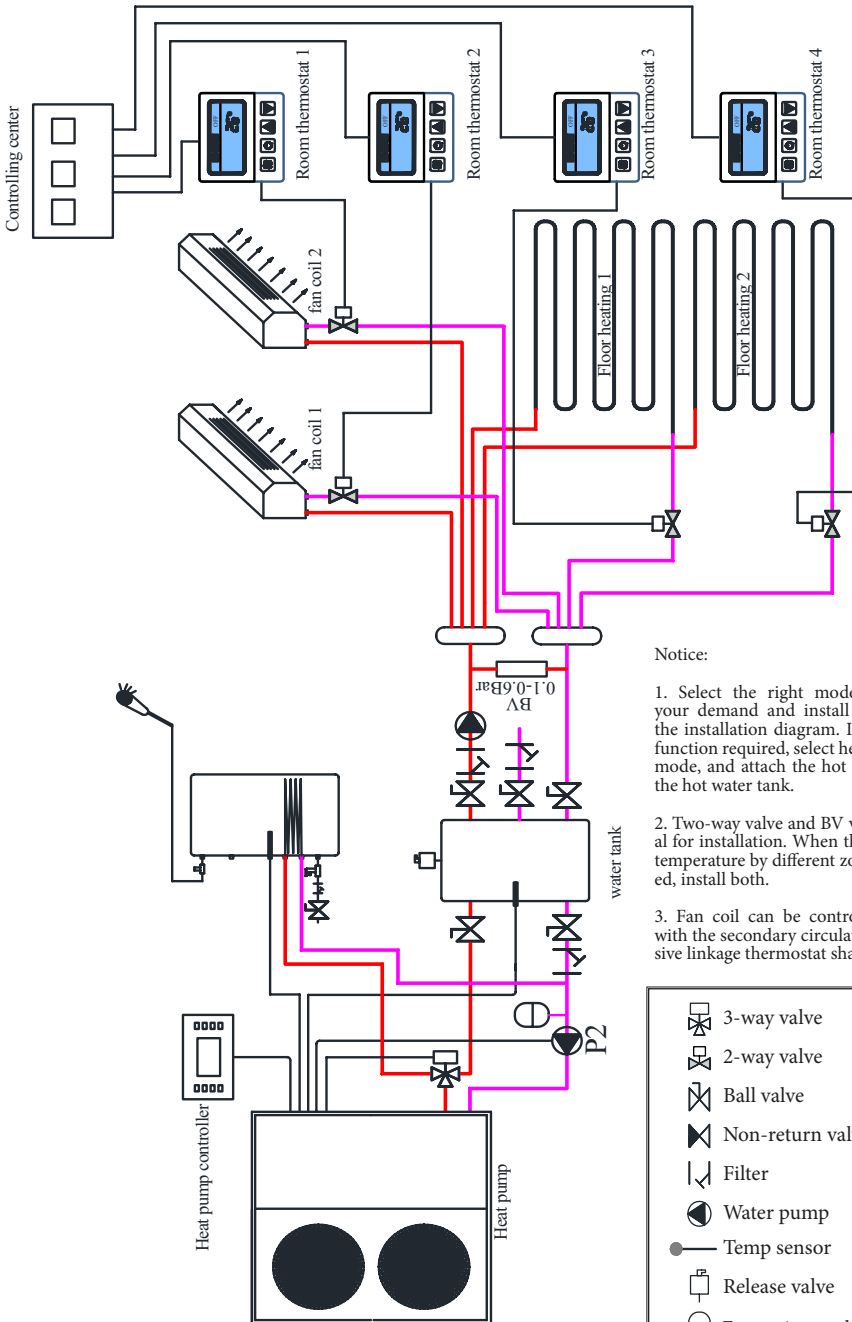 Controlling center
Room thermostat 1
Room thermostat 2
Room thermostat 3
Room thermostat 4
OFF
OFF
OFF
OFF
fan coil 2
fan coil 1
Floor heating 1
Floor heating 2
BV
0.1-0.6Bar
water tank
P2
Heat pump controller
Heat pump
Notice:
1. Select the right mode
your demand and install
the installation diagram. I
function required, select he
mode, and attach the hot
the hot water tank.
2. Two-way valve and BV v
al for installation. When th
temperature by different zo
ed, install both.
3. Fan coil can be contro
with the secondary circulat
sive linkage thermostat sha
3-way valve
2-way valve
Ball valve
Non-return val
Filter
Water pump
Temp sensor
Release valve